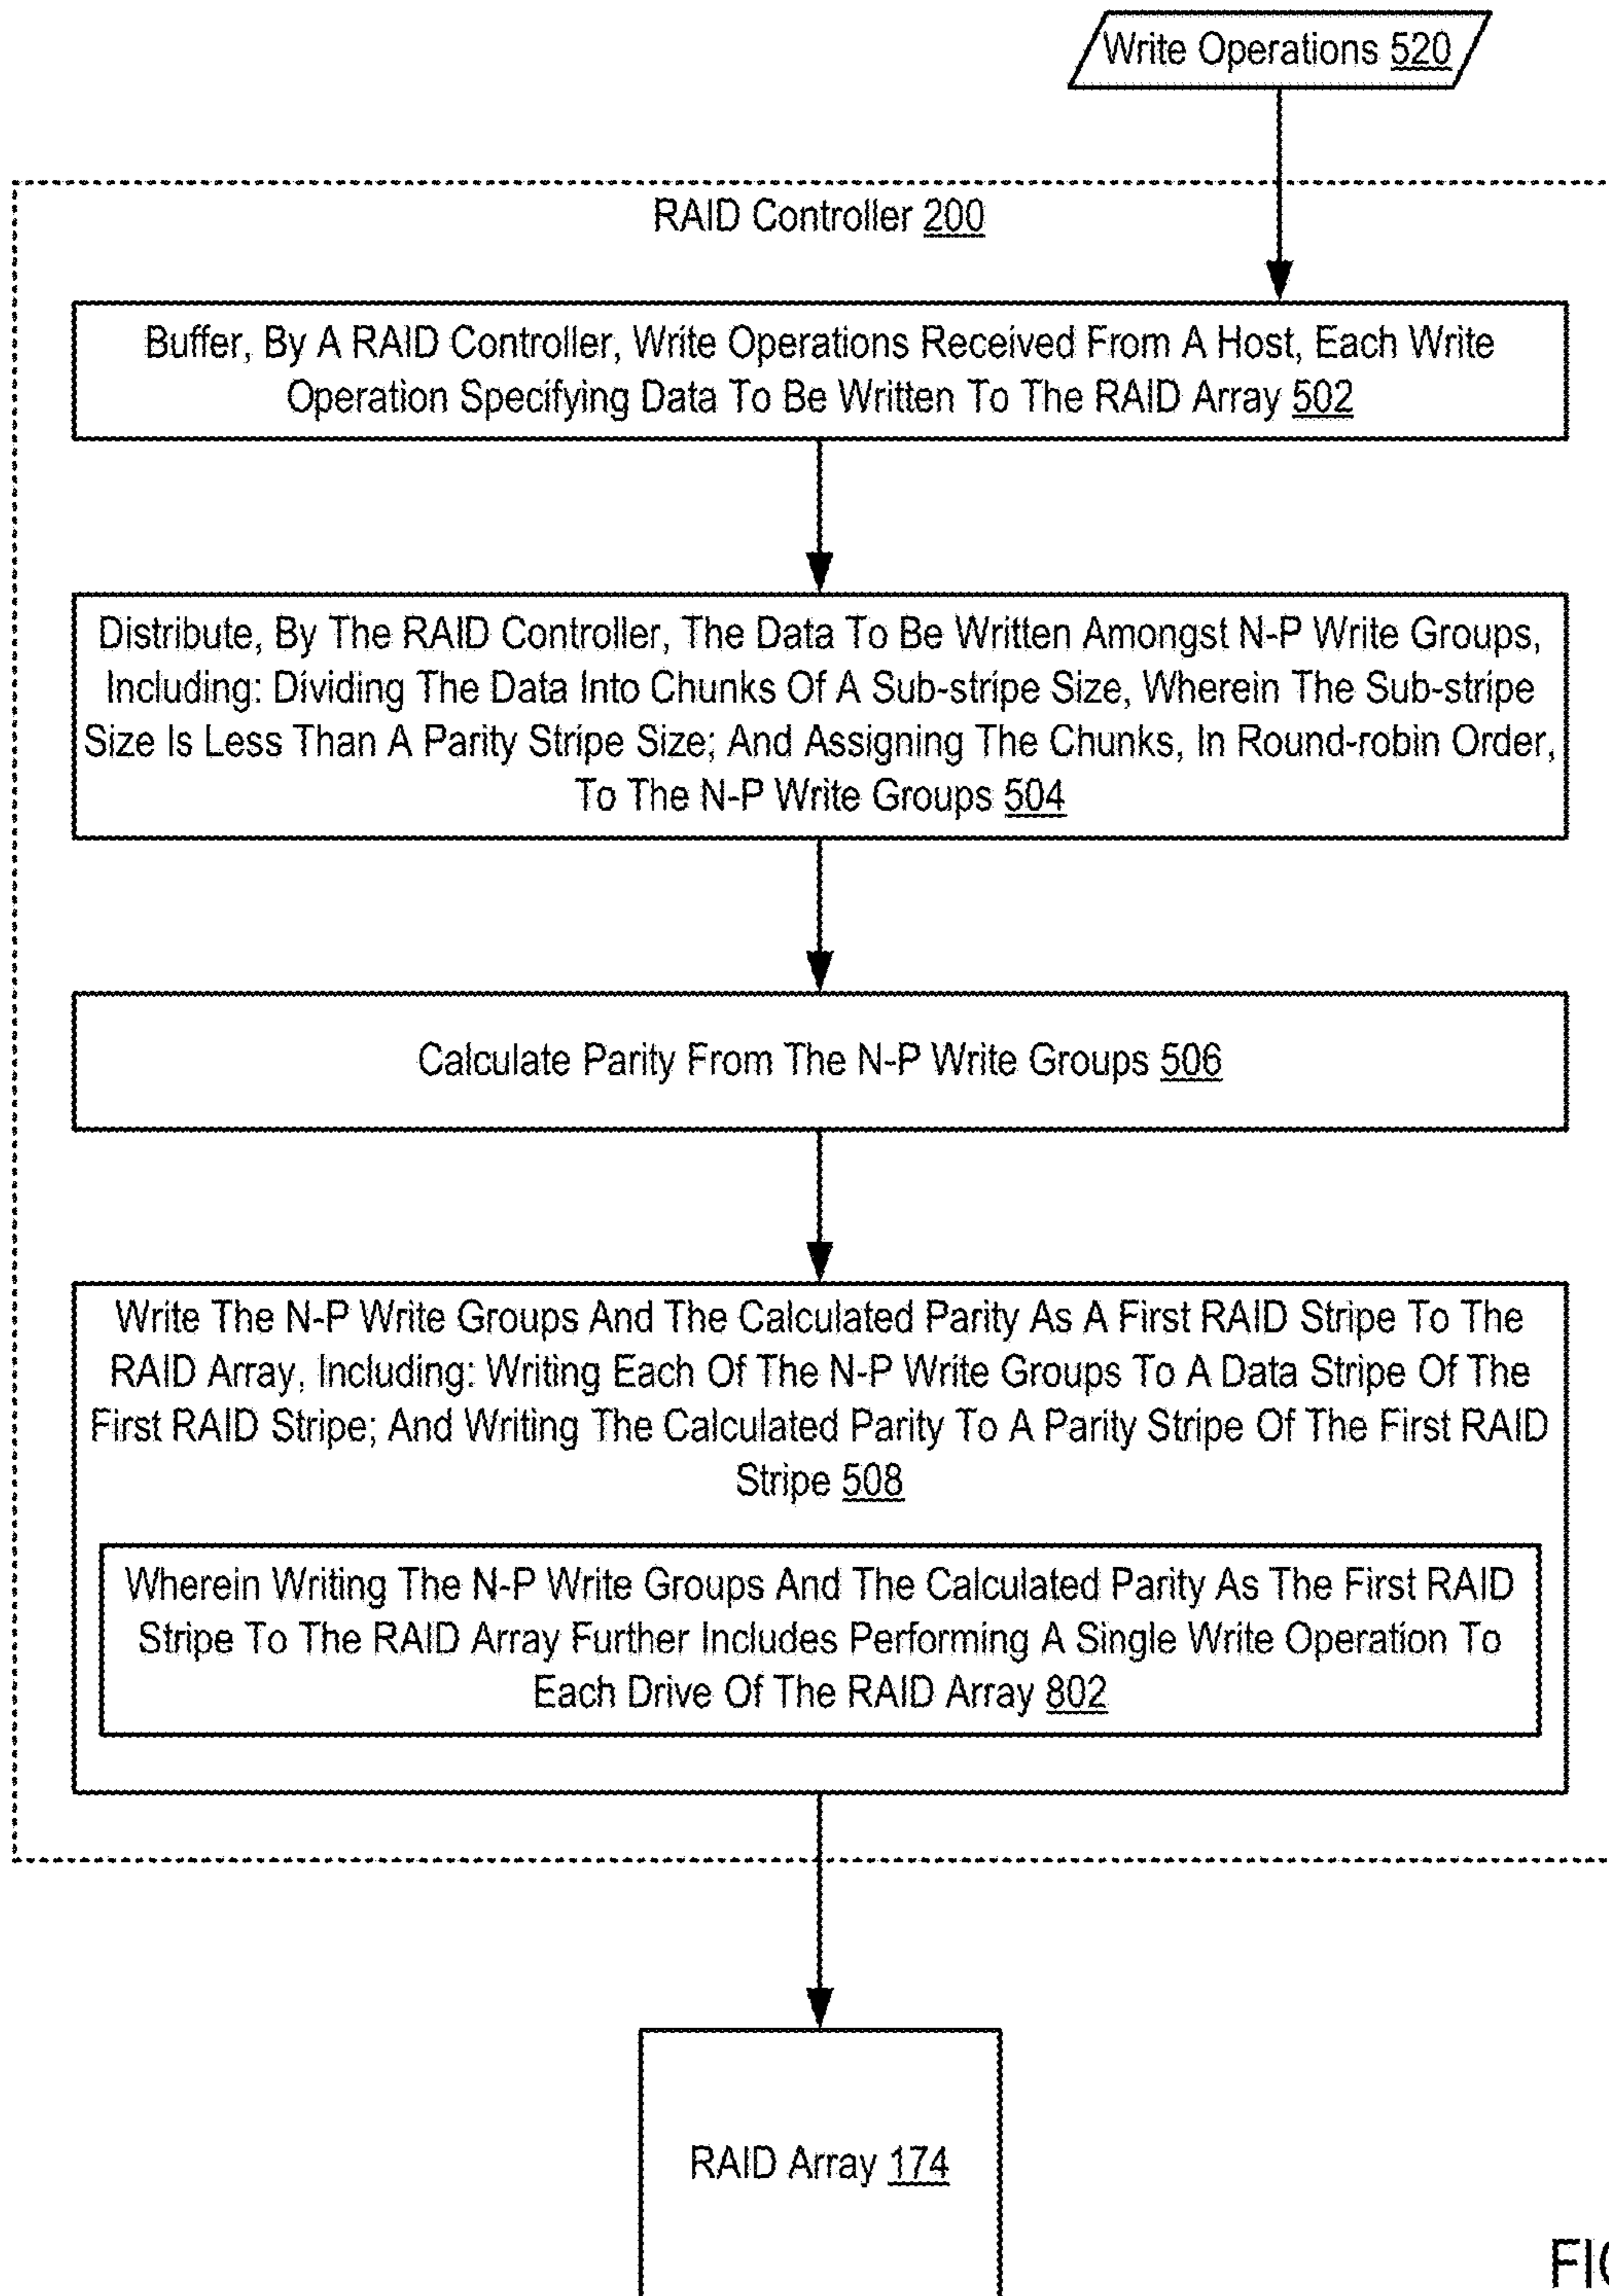 Write Operations 520
RAID Controller 200
Buffer, By A RAID Controller, Write Operations Received From A Host, Each Write
Operation Specifying Data To Be Written To The RAID Array 502
Distribute, By The RAID Controller, The Data To Be Written Amongst N-P Write Groups,
Including: Dividing The Data Into Chunks Of A Sub-stripe Size, Wherein The Sub-stripe
Size Is Less Than A Parity Stripe Size; And Assigning The Chunks, In Round-robin Order,
To The N-P Write Groups 504
Calculate Parity From The N-P Write Groups 506
Write The N-P Write Groups And The Calculated Parity As A First RAID Stripe To The
RAID Array, Including: Writing Each Of The N-P Write Groups To A Data Stripe Of The
First RAID Stripe; And Writing The Calculated Parity To A Parity Stripe Of The First RAID
Stripe 508
Wherein Writing The N-P Write Groups And The Calculated Parity As The First RAID
Stripe To The RAID Array Further Includes Performing A Single Write Operation To
Each Drive Of The RAID Array 802
RAID Array 174